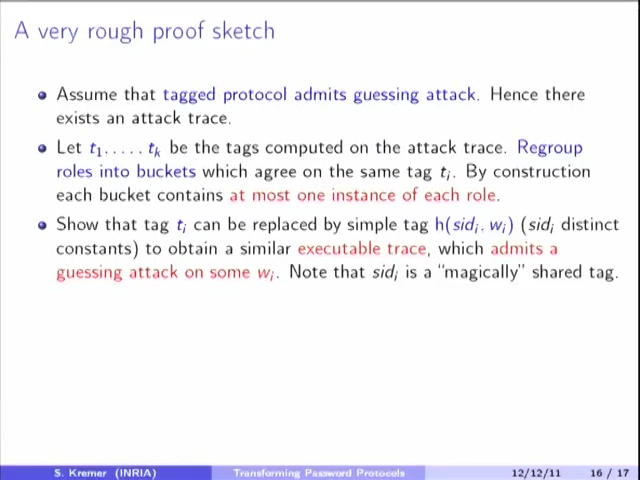 A very rough proof sketch
Assume that tagged protocol admits guessing attack. Hence there
exists an attack trace.
Let t₁. . . . . tₖ be the tags computed on the attack trace. Regroup
roles into buckets which agree on the same tag tᵢ. By construction
each bucket contains at most one instance of each role.
Show that tag tᵢ can be replaced by simple tag h(sidᵢ. wᵢ) (sidᵢ distinct
constants) to obtain a similar executable trace, which admits a
guessing attack on some wᵢ. Note that sidᵢ is a “magically” shared tag.
S. Kremer (INRIA) Transforming Password Protocols 12/12/11 16 / 17